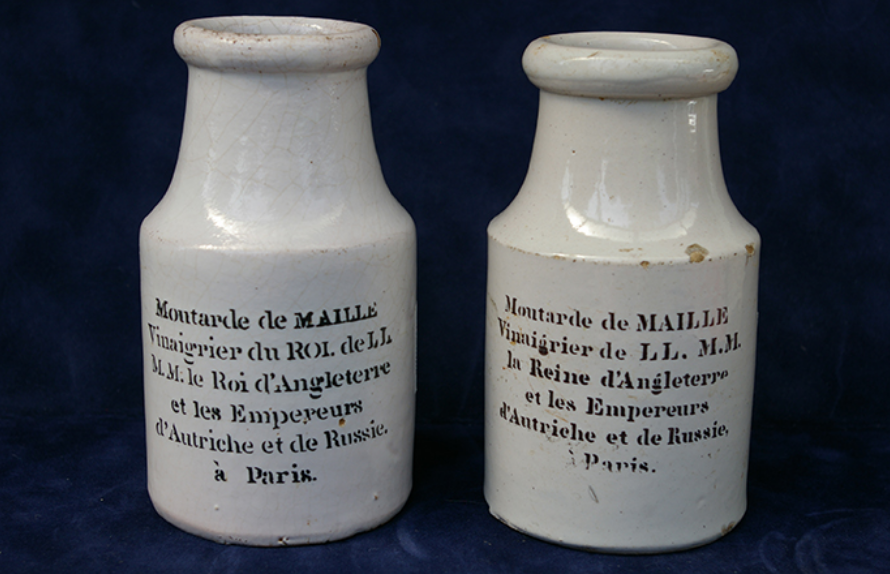 Moutarde de MAILLE
Vinaigrier du ROI. de LL
M.M. le Roi d'Angleterre
et les Empereurs
d'Autriche et de Russie.
à Paris.
Moutarde de MAILLE
Vinaigrier de LL. M.M.
la Reine d'Angleterre
et les Empereurs
d'Autriche et de Russie,
à Paris.